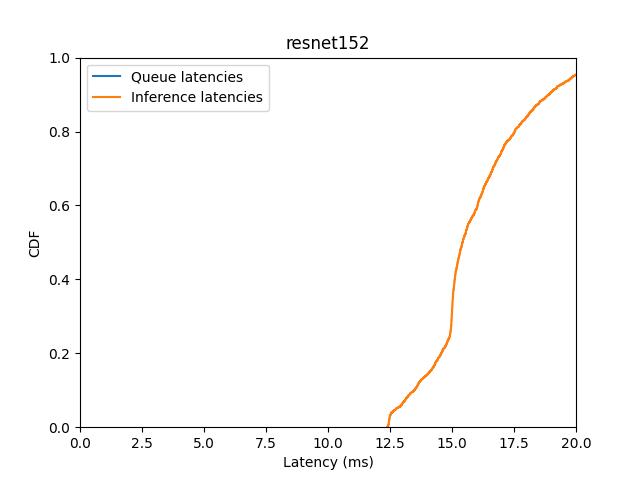 resnet152
1.0
Queue latencies
Inference latencies
0.8
0.6
CDF
0.4
0.2
0.0
0.0 2.5 5.0 7.5 10.0 12.5 15.0 17.5 20.0
Latency (ms)